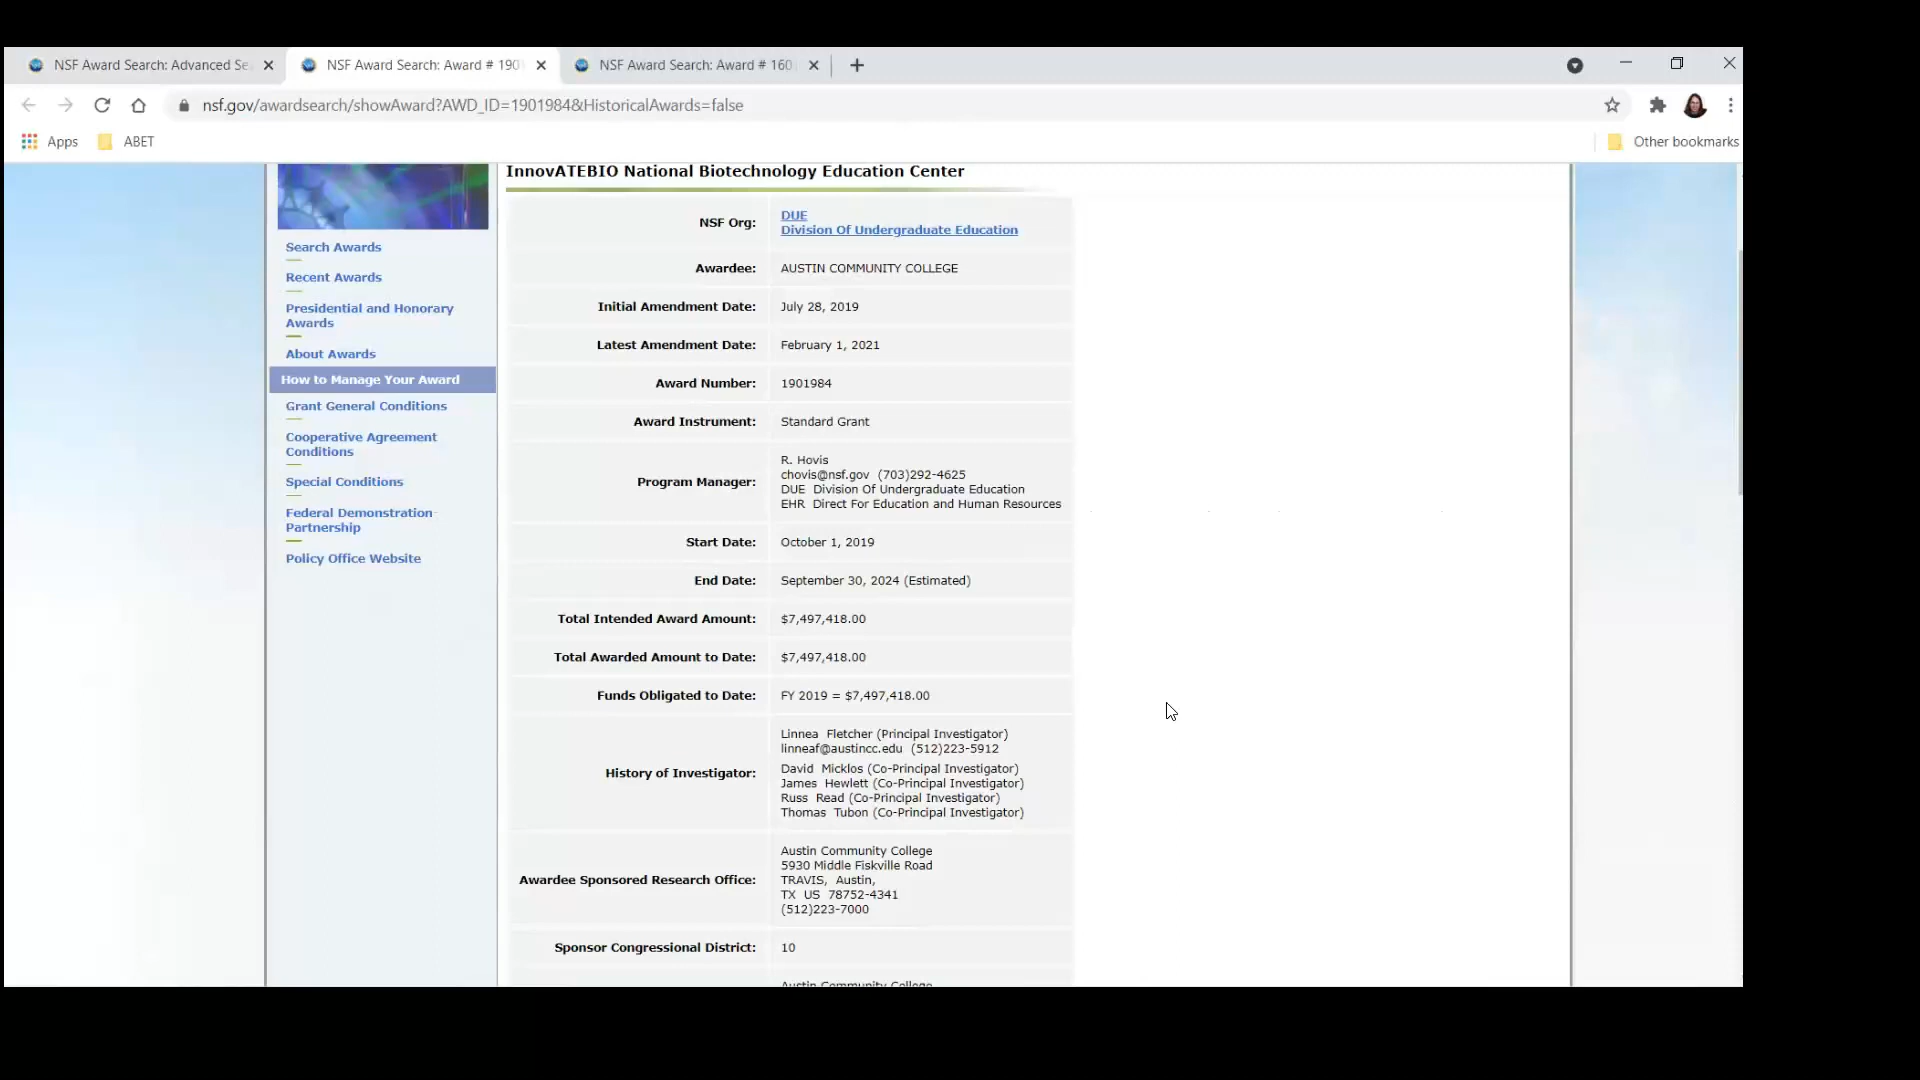 NSF Award Search: Advanced Se
NSF Award Search: Award # 190
NSF Award Search: Award # 160
nsf.gov/awardsearch/showAward?AWD_ID=1901984&HistoricalAwards=false
Apps
ABET
Other bookmarks
InnovATEBIO National Biotechnology Education Center
Search Awards
Recent Awards
Presidential and Honorary
Awards
About Awards
How to Manage Your Award
Grant General Conditions
Cooperative Agreement
Conditions
Special Conditions
Federal Demonstration
Partnership
Policy Office Website
NSF Org: DUE
Division Of Undergraduate Education
Awardee: AUSTIN COMMUNITY COLLEGE
Initial Amendment Date: July 28, 2019
Latest Amendment Date: February 1, 2021
Award Number: 1901984
Award Instrument: Standard Grant
Program Manager: R. Hovis
chovis@nsf.gov (703)292-4625
DUE Division Of Undergraduate Education
EHR Direct For Education and Human Resources
Start Date: October 1, 2019
End Date: September 30, 2024 (Estimated)
Total Intended Award Amount: $7,497,418.00
Total Awarded Amount to Date: $7,497,418.00
Funds Obligated to Date: FY 2019 = $7,497,418.00
History of Investigator: Linnea Fletcher (Principal Investigator)
linneaf@austincc.edu (512)223-5912
David Micklos (Co-Principal Investigator)
James Hewlett (Co-Principal Investigator)
Russ Read (Co-Principal Investigator)
Thomas Tubon (Co-Principal Investigator)
Awardee Sponsored Research Office: Austin Community College
5930 Middle Fiskville Road
TRAVIS, Austin,
TX US 78752-4341
(512)223-7000
Sponsor Congressional District: 10
Austin Community College